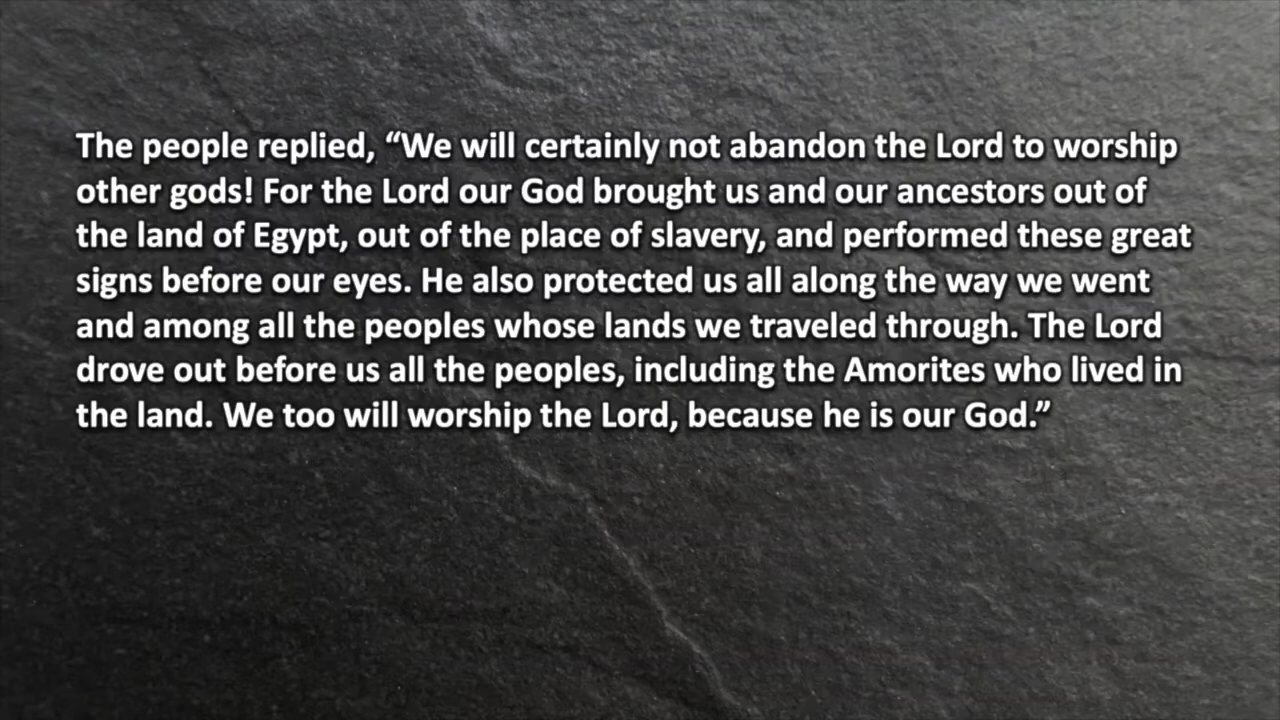 The people replied, “We will certainly not abandon the Lord to worship
other gods! For the Lord our God brought us and our ancestors out of
the land of Egypt, out of the place of slavery, and performed these great
signs before our eyes. He also protected us all along the way we went
and among all the peoples whose lands we traveled through. The Lord
drove out before us all the peoples, including the Amorites who lived in
the land. We too will worship the Lord, because he is our God.”